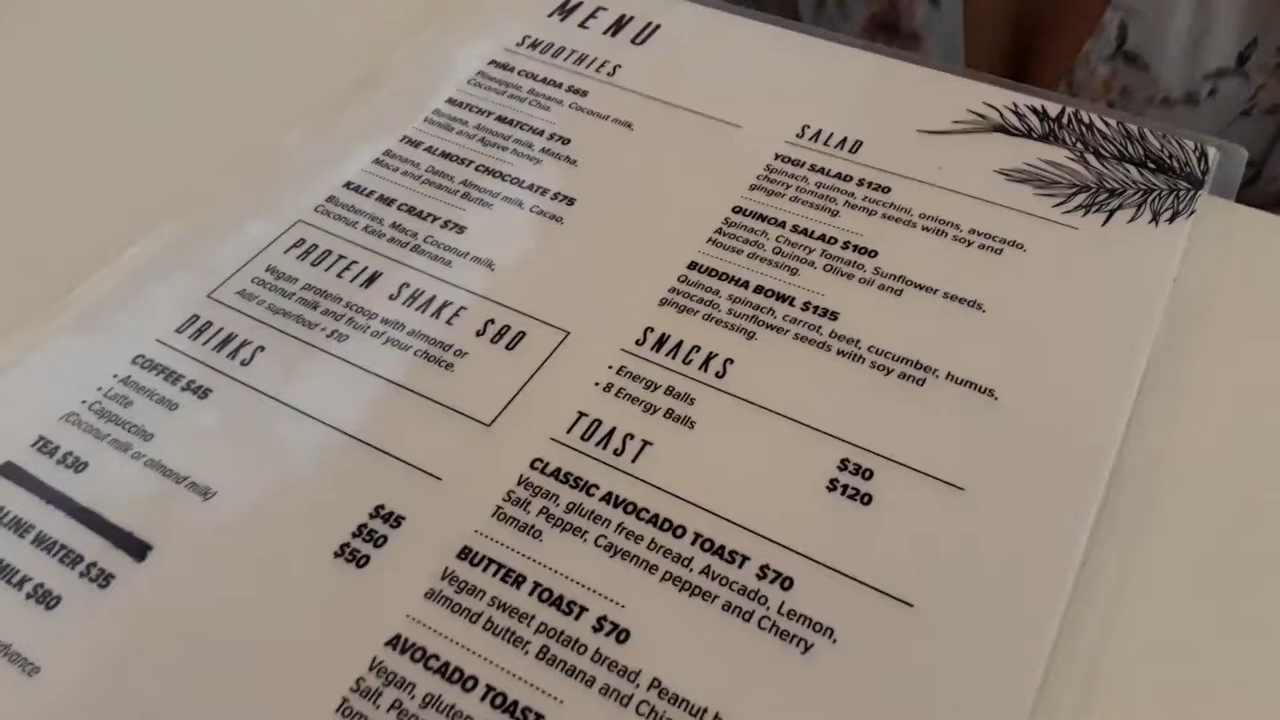 MENU
SMOOTHIES
PIÑA COLADA $65
Pineapple, Banana, Coconut milk,
Coconut and Chia.
MATCHY MATCHA $70
Banana, Almond milk, Matcha,
Vanilla and Agave honey.
THE ALMOST CHOCOLATE $75
Banana, Dates, Almond milk, Cacao,
Maca and peanut Butter.
KALE ME CRAZY $75
Blueberries, Maca, Coconut milk,
Coconut, Kale and Banana.
PROTEIN SHAKE $80
Vegan protein scoop with almond or
coconut milk and fruit of your choice.
Add a superfood + $10
DRINKS
COFFEE $45
• Americano $45
• Latte $50
• Cappuccino $50
(Coconut milk or almond milk)
TEA $30
WATER $35
MILK $80
SALAD
YOGI SALAD $120
Spinach, quinoa, zucchini, onions, avocado,
cherry tomato, hemp seeds with soy and
ginger dressing.
QUINOA SALAD $100
Spinach, Cherry Tomato, Sunflower seeds,
Avocado, Quinoa, Olive oil and
House dressing.
BUDDHA BOWL $135
Quinoa, spinach, carrot, beet, cucumber, humus,
avocado, sunflower seeds with soy and
ginger dressing.
SNACKS
• Energy Balls $30
• 8 Energy Balls $120
TOAST
CLASSIC AVOCADO TOAST $70
Vegan, gluten free bread, Avocado, Lemon,
Salt, Pepper, Cayenne pepper and Cherry
Tomato.
BUTTER TOAST $70
Vegan sweet potato bread, Peanut
almond butter, Banana and
AVOCADO TOAST
Vegan,
Salt,